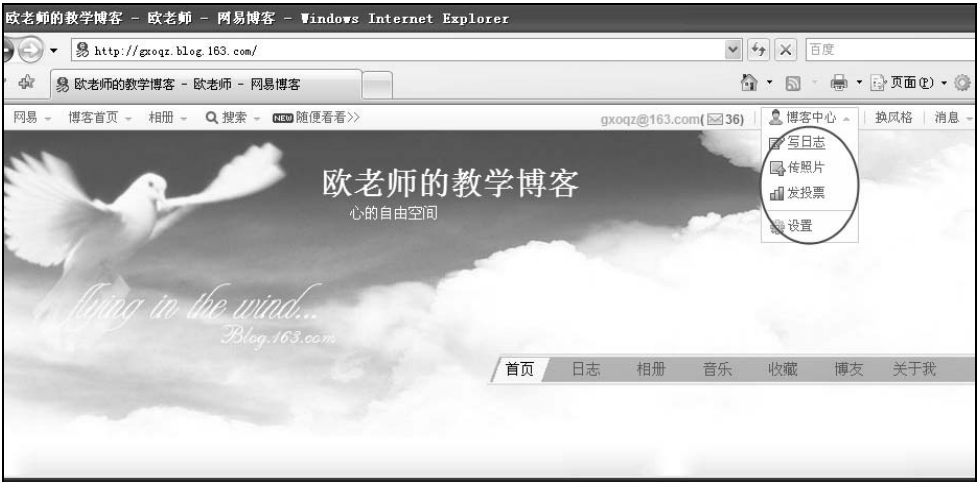 欧老师的教学博客 - 欧老师 - 网易博客 - Windows Internet Explorer
http://gxoqz.blog.163.com/
百度
欧老师的教学博客 - 欧老师 - 网易博客
页面(P)
网易 博客首页 相册 搜索 NEW 随便看看>>
gxoqz@163.com(36) 博客中心 换风格 消息
写日志
传照片
发投票
设置
欧老师的教学博客
心的自由空间
flying in the wind...
Blog.163.com
首页 日志 相册 音乐 收藏 博友 关于我